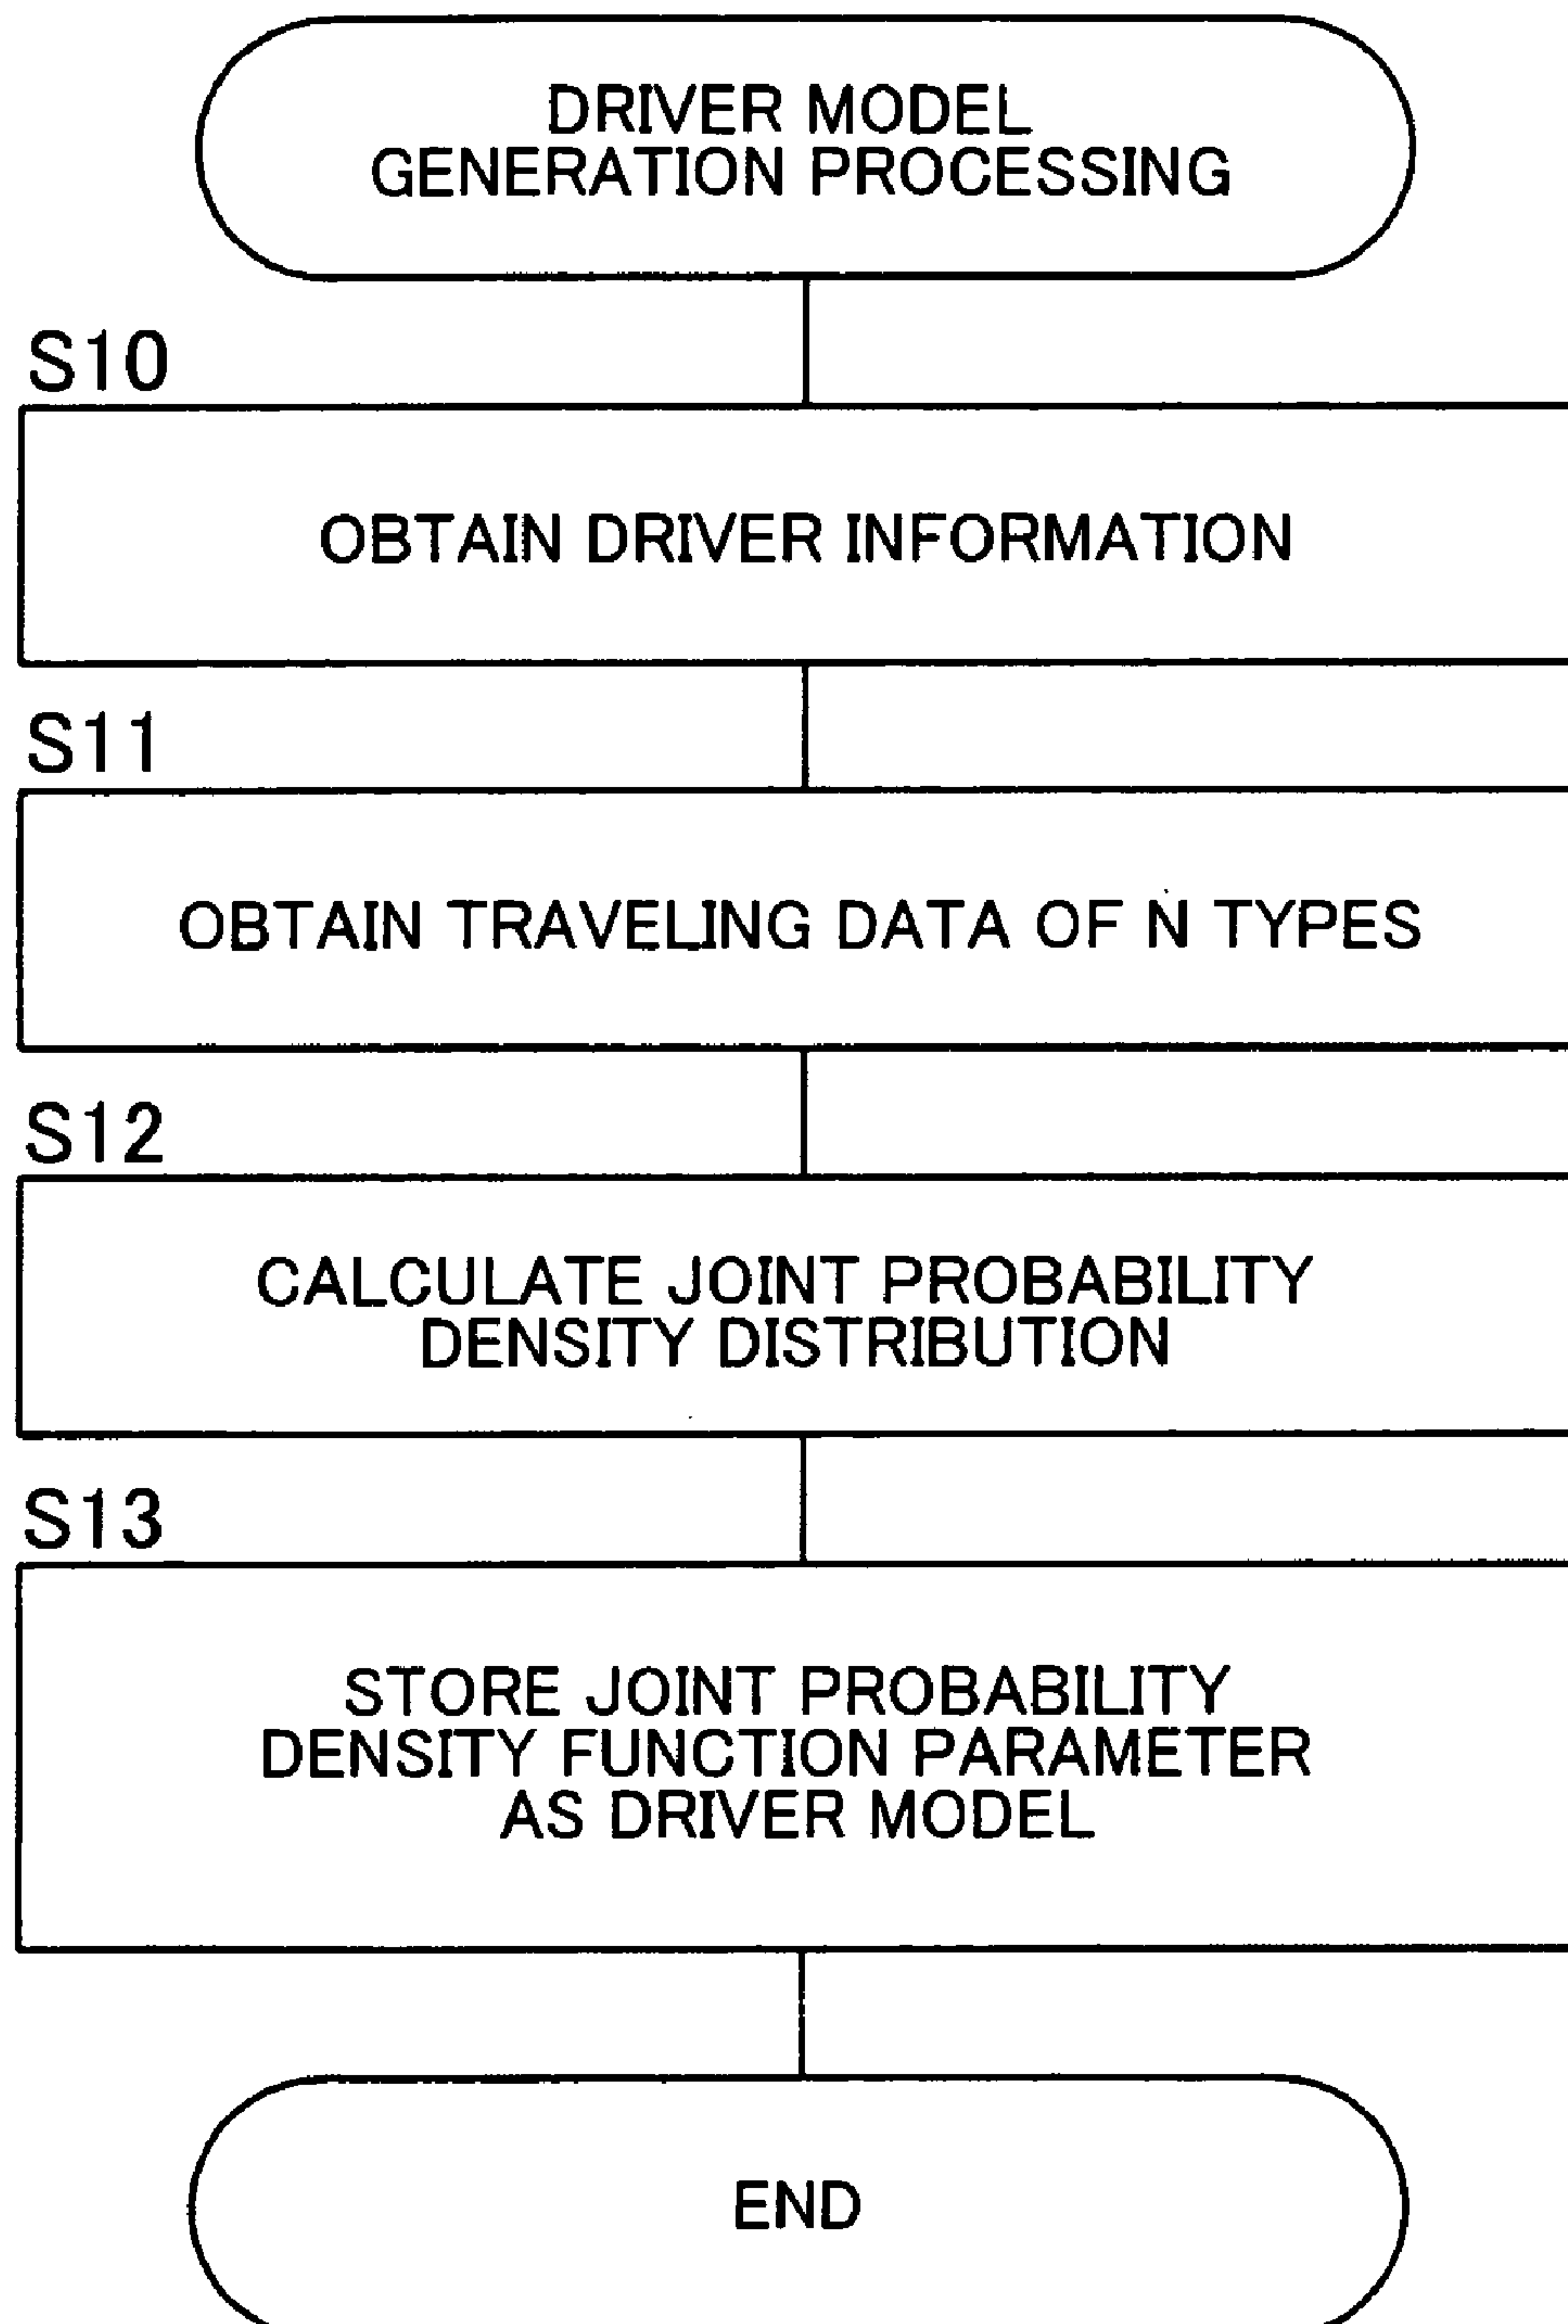 DRIVER MODEL
GENERATION PROCESSING
S10
OBTAIN DRIVER INFORMATION
S11
OBTAIN TRAVELING DATA OF N TYPES
S12
CALCULATE JOINT PROBABILITY
DENSITY DISTRIBUTION
S13
STORE JOINT PROBABILITY
DENSITY FUNCTION PARAMETER
AS DRIVER MODEL
END